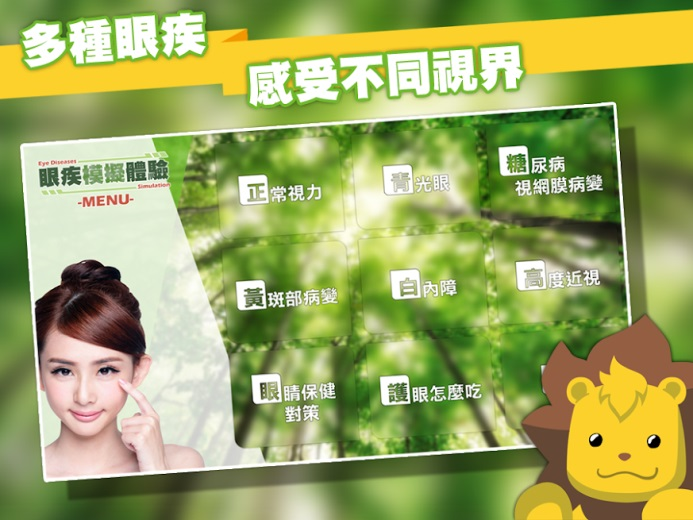 多種眼疾
感受不同視界
Eye Diseases
眼疾模擬體驗
Simulation
-MENU-
正常視力
青光眼
糖尿病
視網膜病變
黃斑部病變
白內障
高度近視
眼睛保健
對策
護眼怎麼吃